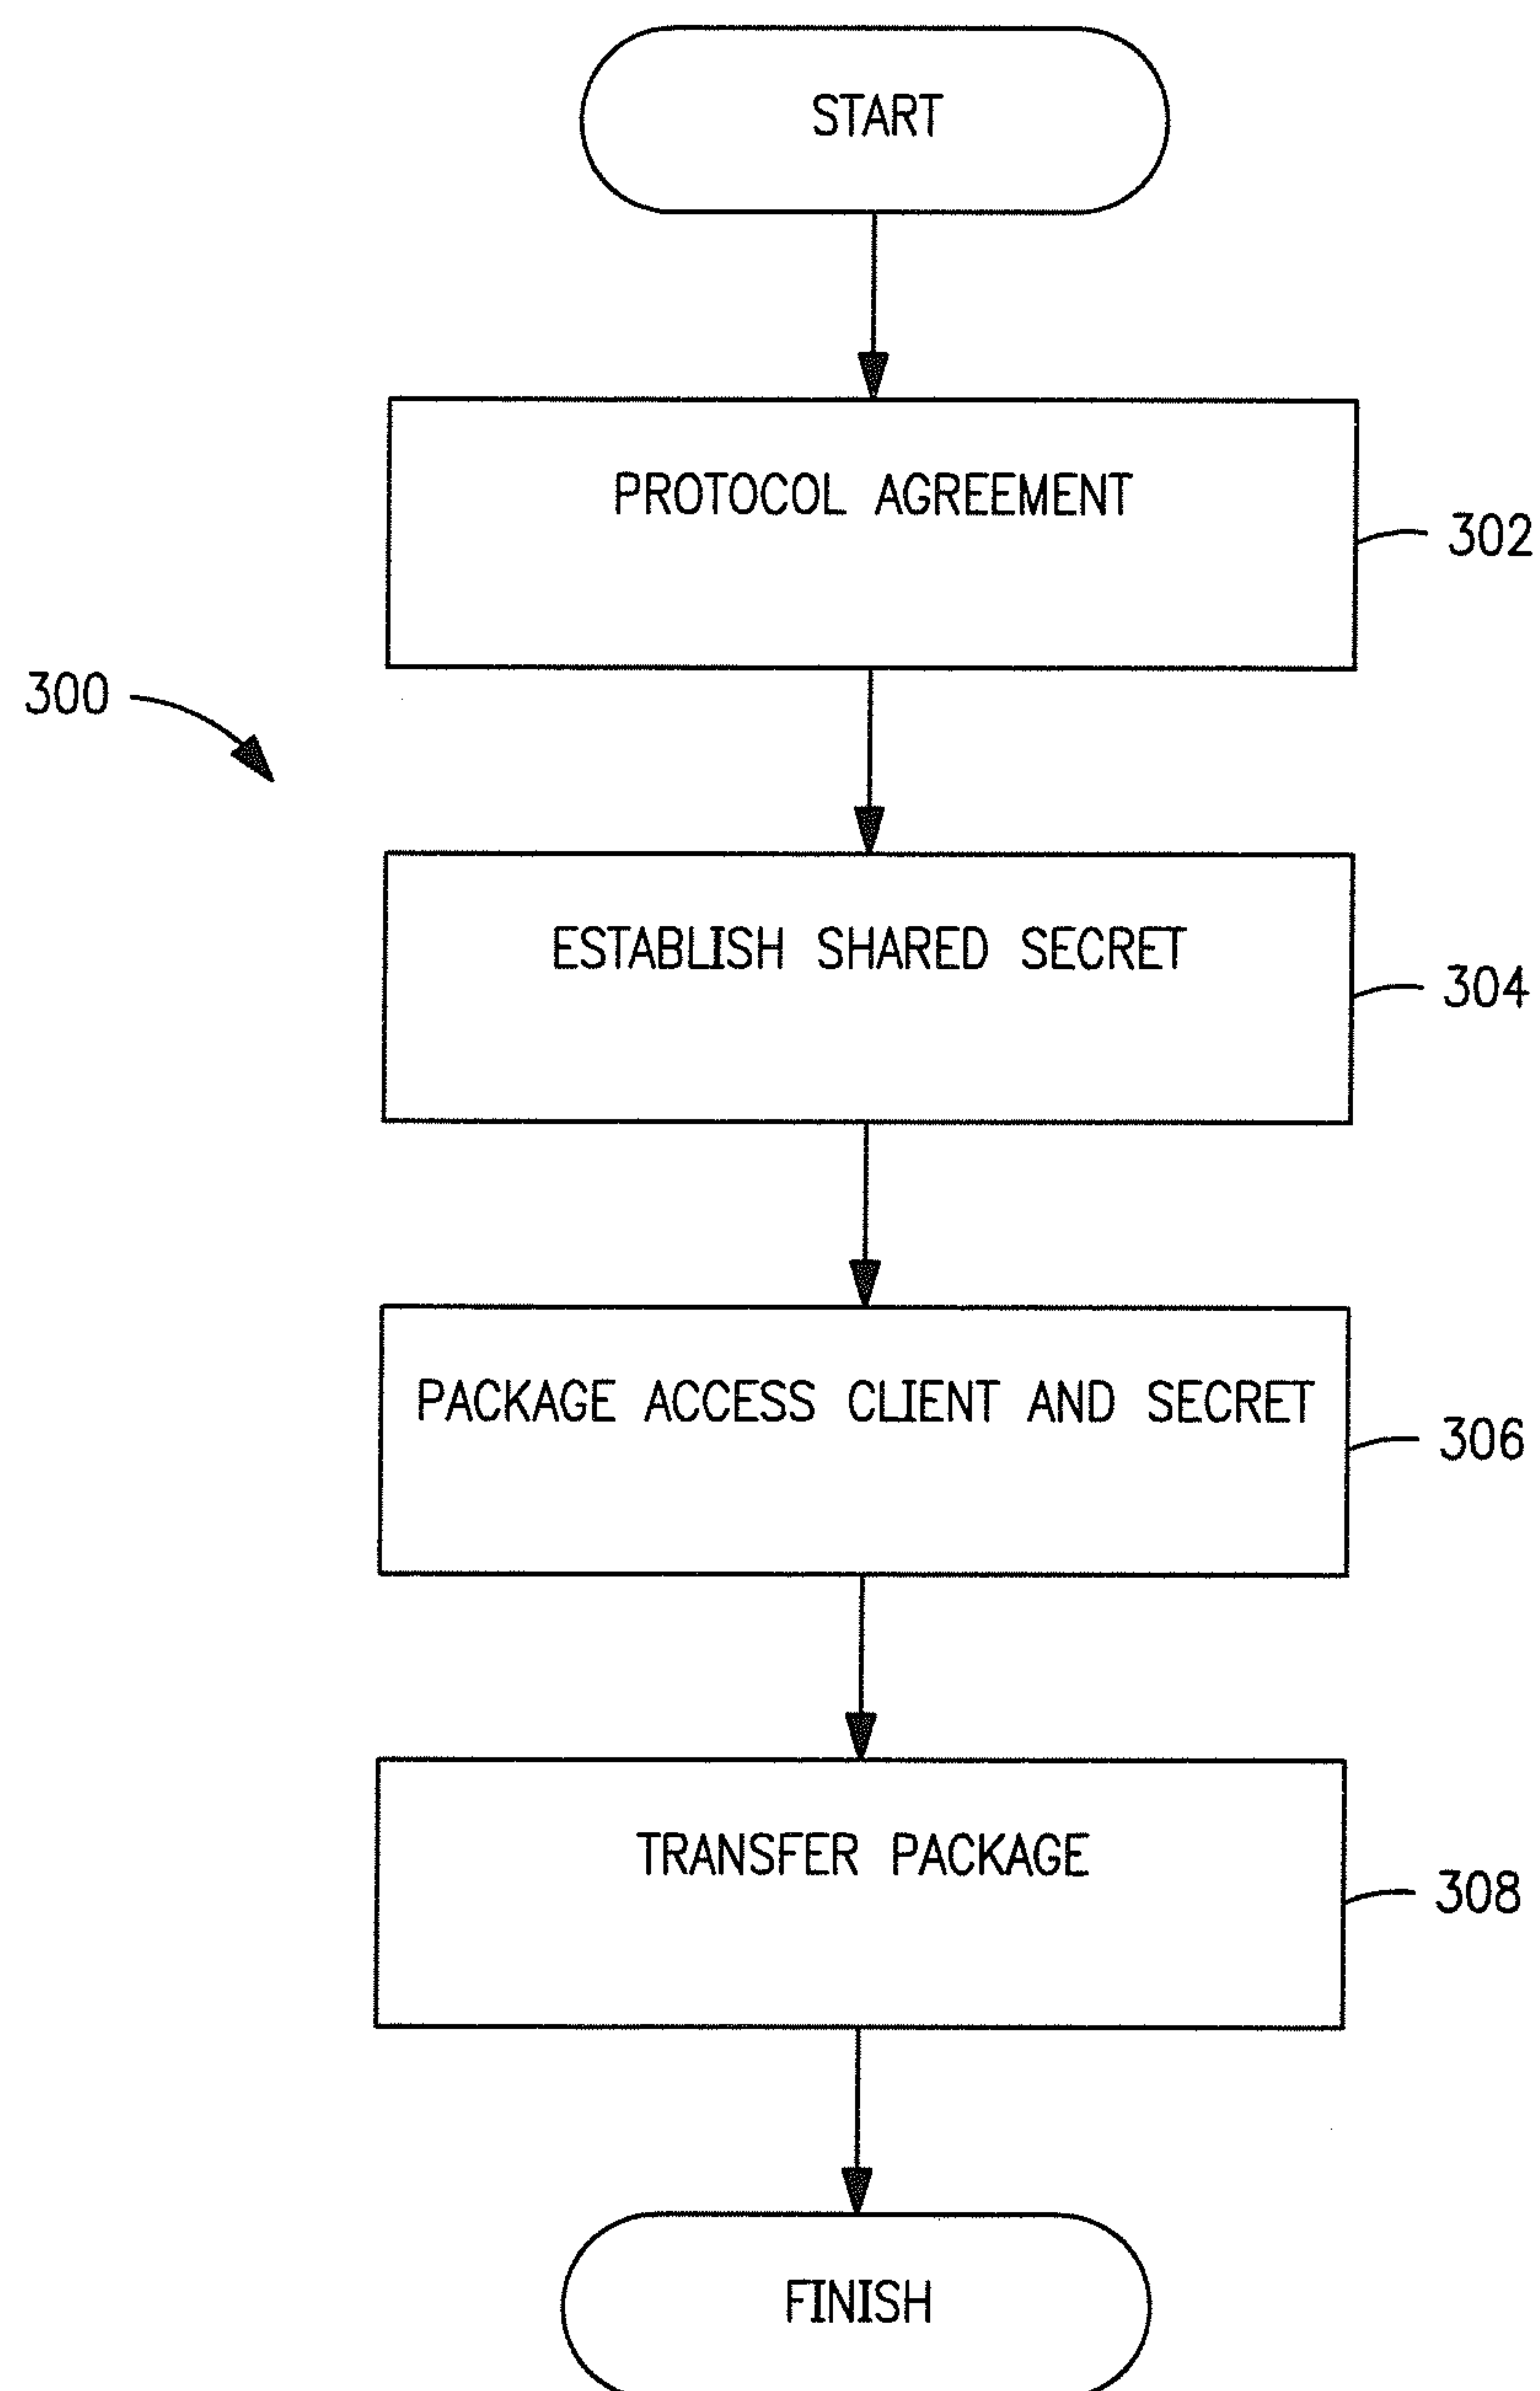 START
PROTOCOL AGREEMENT
302
300
ESTABLISH SHARED SECRET
304
PACKAGE ACCESS CLIENT AND SECRET
306
TRANSFER PACKAGE
308
FINISH